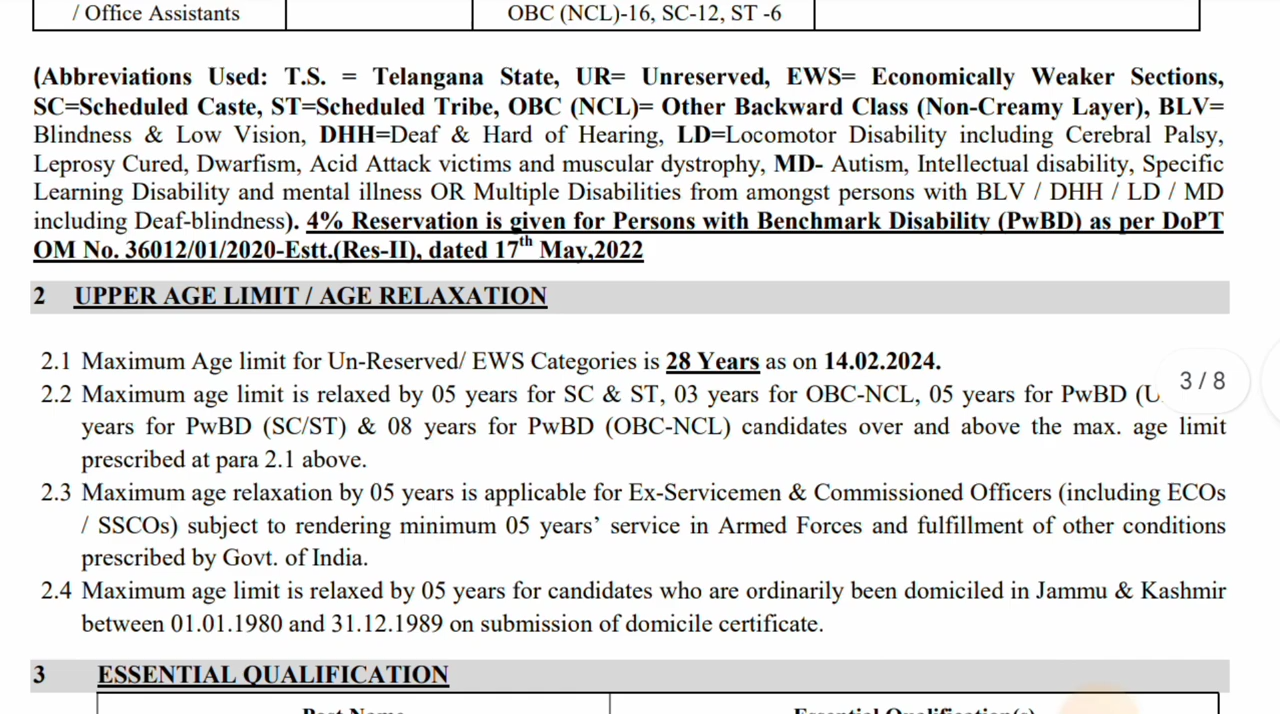 / Office Assistants OBC (NCL)-16, SC-12, ST -6
(Abbreviations Used: T.S. = Telangana State, UR= Unreserved, EWS= Economically Weaker Sections,
SC=Scheduled Caste, ST=Scheduled Tribe, OBC (NCL)= Other Backward Class (Non-Creamy Layer), BLV=
Blindness & Low Vision, DHH=Deaf & Hard of Hearing, LD=Locomotor Disability including Cerebral Palsy,
Leprosy Cured, Dwarfism, Acid Attack victims and muscular dystrophy, MD- Autism, Intellectual disability, Specific
Learning Disability and mental illness OR Multiple Disabilities from amongst persons with BLV / DHH / LD / MD
including Deaf-blindness). 4% Reservation is given for Persons with Benchmark Disability (PwBD) as per DoPT
OM No. 36012/01/2020-Estt.(Res-II), dated 17th May,2022
2 UPPER AGE LIMIT / AGE RELAXATION
2.1 Maximum Age limit for Un-Reserved/ EWS Categories is 28 Years as on 14.02.2024.
2.2 Maximum age limit is relaxed by 05 years for SC & ST, 03 years for OBC-NCL, 05 years for PwBD (U
3 / 8
years for PwBD (SC/ST) & 08 years for PwBD (OBC-NCL) candidates over and above the max. age limit
prescribed at para 2.1 above.
2.3 Maximum age relaxation by 05 years is applicable for Ex-Servicemen & Commissioned Officers (including ECOs
/ SSCOs) subject to rendering minimum 05 years’ service in Armed Forces and fulfillment of other conditions
prescribed by Govt. of India.
2.4 Maximum age limit is relaxed by 05 years for candidates who are ordinarily been domiciled in Jammu & Kashmir
between 01.01.1980 and 31.12.1989 on submission of domicile certificate.
3 ESSENTIAL QUALIFICATION